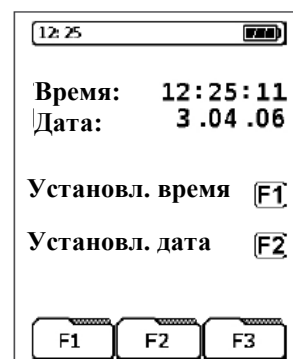 12:25
Время: 12:25:11
Дата: 3 .04 .06
Установл. время F1
Установл. дата F2
F1 F2 F3